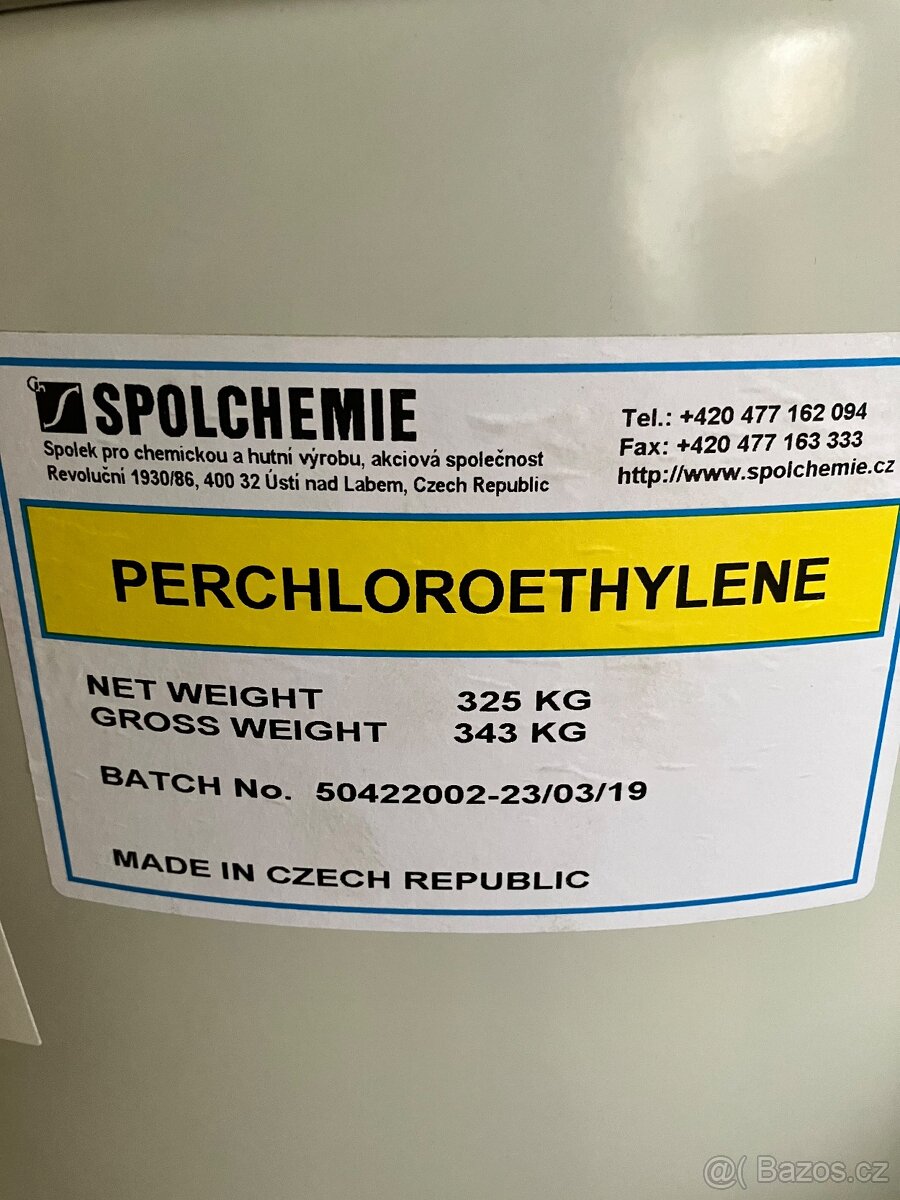 SPOLCHEMIE
Spolek pro chemickou a hutní výrobu, akciová společnost
Revoluční 1930/86, 400 32 Ústí nad Labem, Czech Republic
Tel.: +420 477 162 094
Fax: +420 477 163 333
http://www.spolchemie.cz
PERCHLOROETHYLENE
NET WEIGHT 325 KG
GROSS WEIGHT 343 KG
BATCH No. 50422002-23/03/19
MADE IN CZECH REPUBLIC
@( Bazos.cz